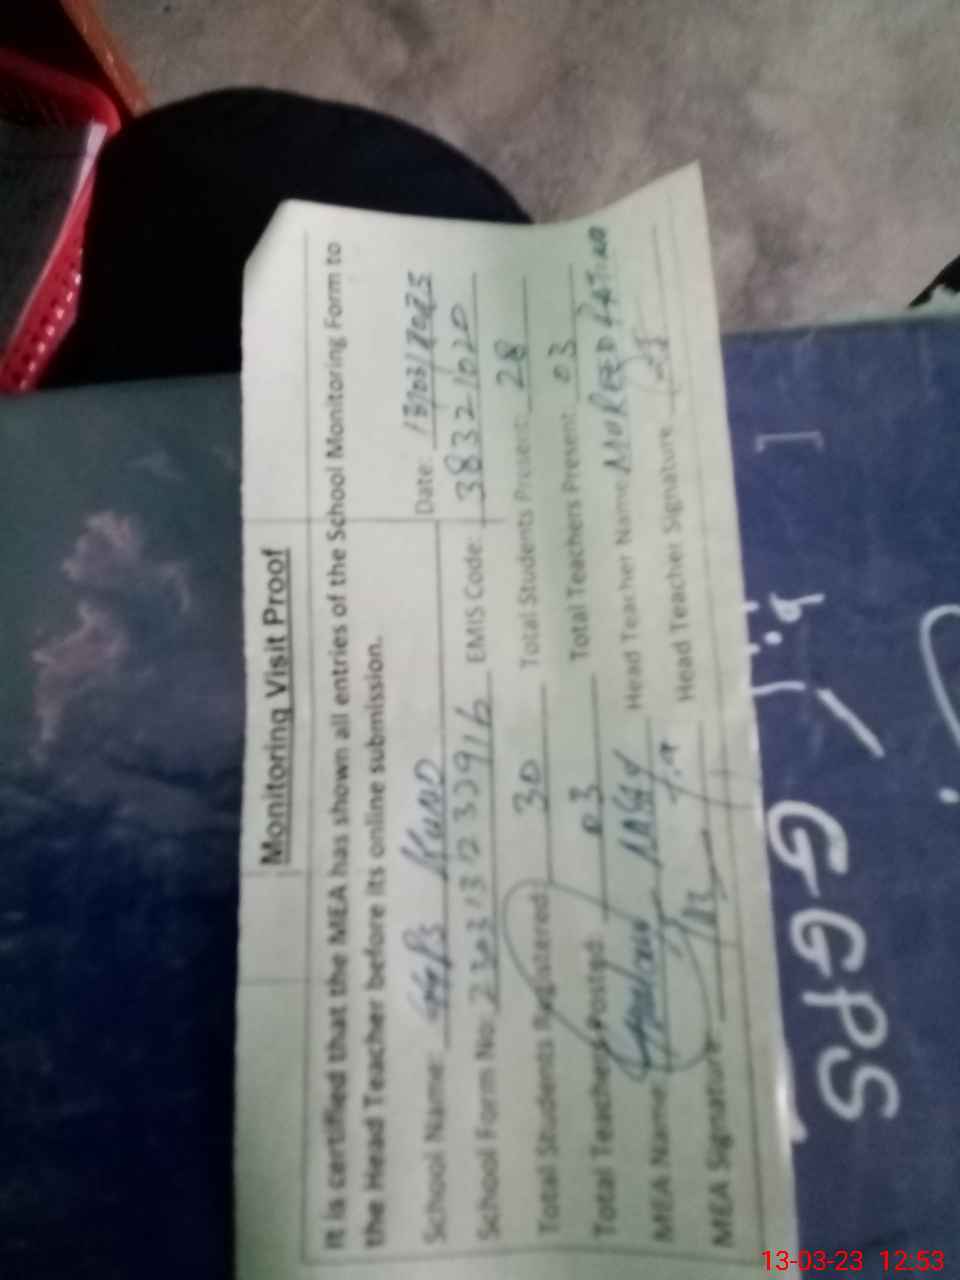 Monitoring Visit Proof
It is certified that the MEA has shown all entries of the School Monitoring Form to
the Head Teacher before its online submission.
Date: 13/03/2023
School Name: GGPS KUND
School Form No: EMIS Code: 38321020
Total Students Registered: 30 Total Students Present: 28
Total Teachers Posted: 03 Total Teachers Present 03
MEA Name Head Teacher Name MUREED
MEA Signature: Head Teacher Signature
GGPS
13-03-23 12:53